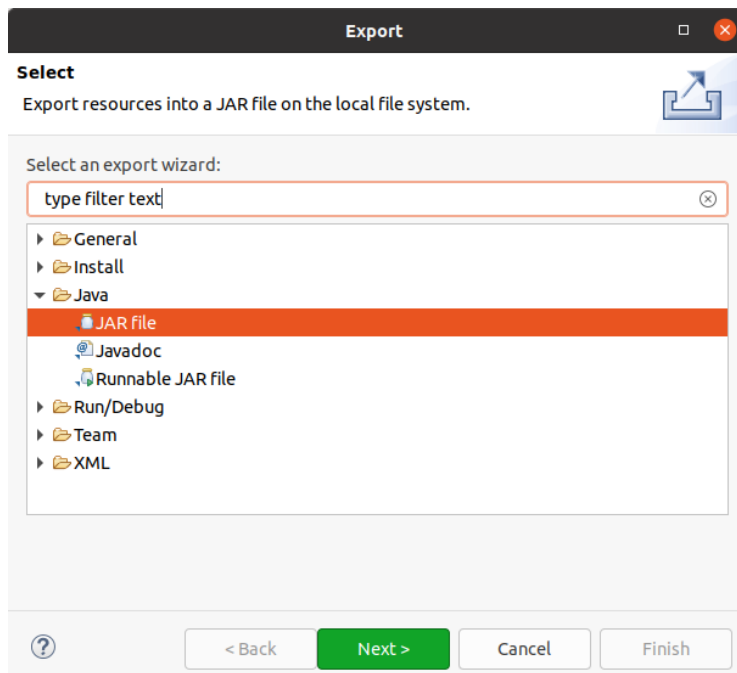 Export
Select
Export resources into a JAR file on the local file system.
Select an export wizard:
type filter text
General
Install
Java
JAR file
Javadoc
Runnable JAR file
Run/Debug
Team
XML
< Back Next > Cancel Finish